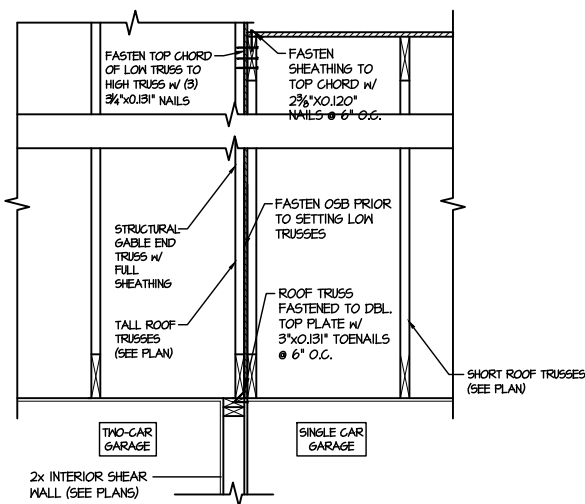 FASTEN TOP CHORD
OF LOW TRUSS TO
HIGH TRUSS W/ (3)
3¼"x0.131" NAILS
FASTEN
SHEATHING TO
TOP CHORD W/
2⅜"X0.120"
NAILS @ 6" O.C.
STRUCTURAL
GABLE END
TRUSS W/
FULL
SHEATHING
FASTEN OSB PRIOR
TO SETTING LOW
TRUSSES
TALL ROOF
TRUSSES
(SEE PLAN)
ROOF TRUSS
FASTENED TO DBL.
TOP PLATE W/
3"x0.131" TOENAILS
@ 6" O.C.
SHORT ROOF TRUSSES
(SEE PLAN)
TWO-CAR
GARAGE
SINGLE CAR
GARAGE
2x INTERIOR SHEAR
WALL (SEE PLANS)